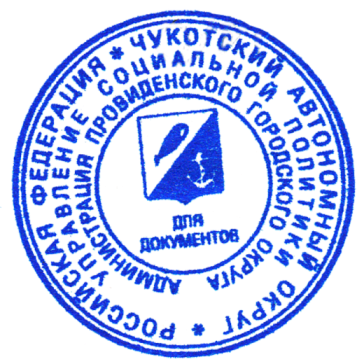 РОССИЙСКАЯ ФЕДЕРАЦИЯ * ЧУКОТСКИЙ АВТОНОМНЫЙ ОКРУГ *
УПРАВЛЕНИЕ СОЦИАЛЬНОЙ ПОЛИТИКИ
АДМИНИСТРАЦИЯ ПРОВИДЕНСКОГО ГОРОДСКОГО ОКРУГА
ДЛЯ
ДОКУМЕНТОВ